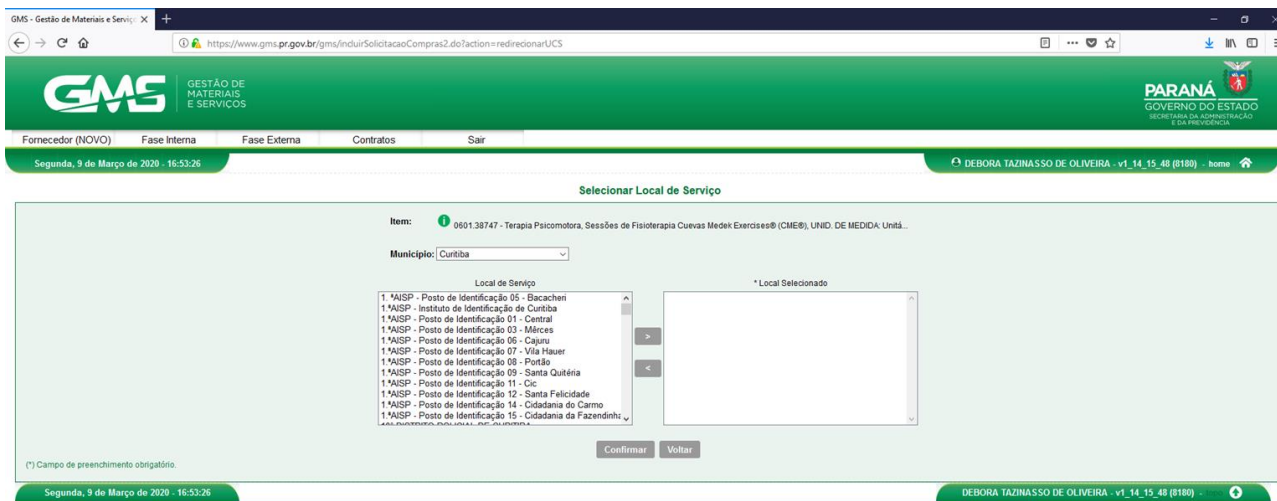 GMS - Gestão de Materiais e Serviç
https://www.gms.pr.gov.br/gms/incluirSolicitacaoCompras2.do?action=redirecionarUCS
GMS
GESTÃO DE
MATERIAIS
E SERVIÇOS
PARANÁ
GOVERNO DO ESTADO
SECRETARIA DA ADMINISTRAÇÃO
E DA PREVIDÊNCIA
Fornecedor (NOVO) Fase Interna Fase Externa Contratos Sair
Segunda, 9 de Março de 2020 - 16:53:26
DEBORA TAZINASSO DE OLIVEIRA - v1_14_15_48 (8180) - home
Selecionar Local de Serviço
Item: 0601.38747 - Terapia Psicomotora, Sessões de Fisioterapia Cuevas Medek Exercises® (CME®), UNID. DE MEDIDA: Unitá...
Município: Curitiba
Local de Serviço * Local Selecionado
1. ªAISP - Posto de Identificação 05 - Bacacheri
1.ªAISP - Instituto de Identificação de Curitiba
1.ªAISP - Posto de Identificação 01 - Central
1.ªAISP - Posto de Identificação 03 - Mêrces
1.ªAISP - Posto de Identificação 06 - Cajuru
1.ªAISP - Posto de Identificação 07 - Vila Hauer
1.ªAISP - Posto de Identificação 08 - Portão
1.ªAISP - Posto de Identificação 09 - Santa Quitéria
1.ªAISP - Posto de Identificação 11 - Cic
1.ªAISP - Posto de Identificação 12 - Santa Felicidade
1.ªAISP - Posto de Identificação 14 - Cidadania do Carmo
1.ªAISP - Posto de Identificação 15 - Cidadania da Fazendinha
>
<
Confirmar Voltar
(*) Campo de preenchimento obrigatório.
Segunda, 9 de Março de 2020 - 16:53:26
DEBORA TAZINASSO DE OLIVEIRA - v1_14_15_48 (8180) -